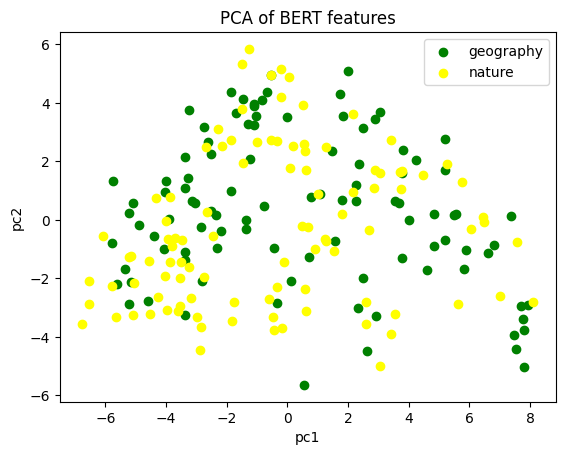 PCA of BERT features
geography
nature
6
4
2
0
−2
−4
−6
pc2
−6 −4 −2 0 2 4 6 8
pc1